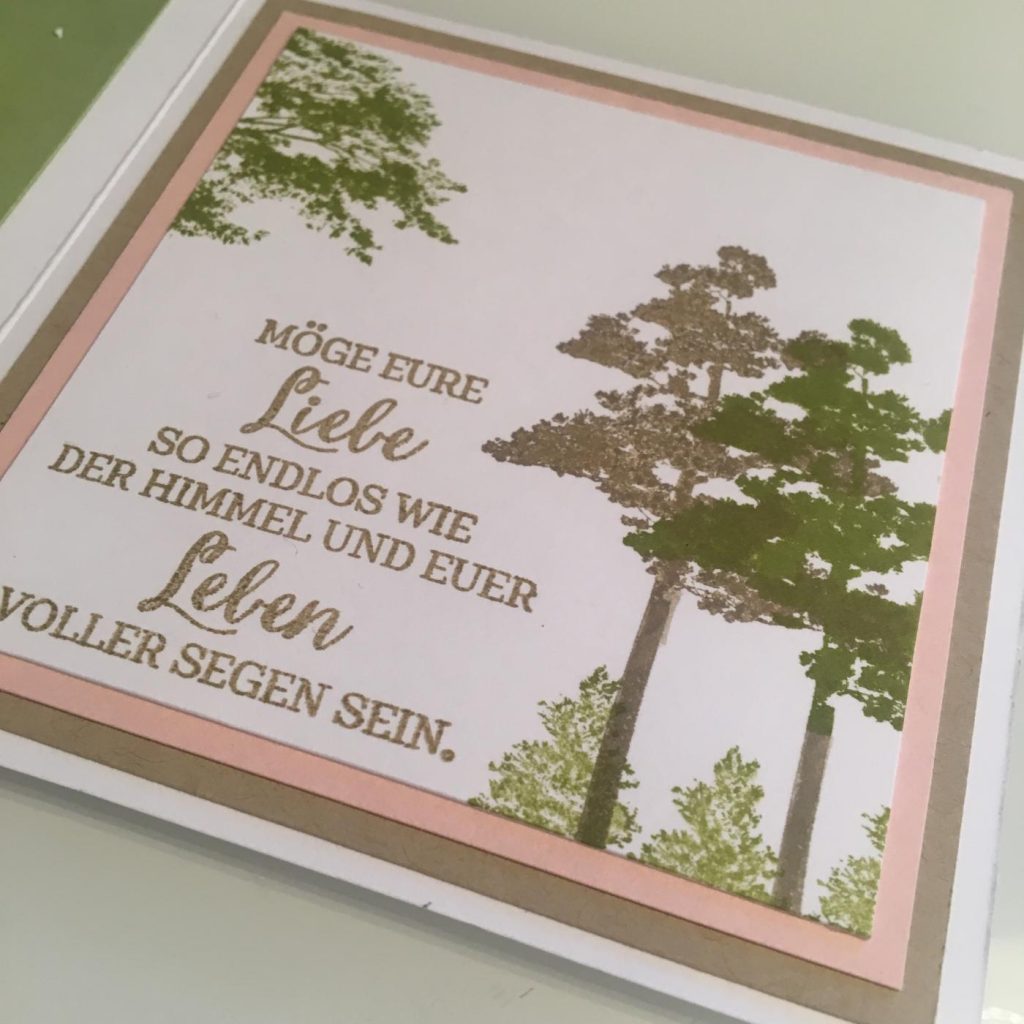 MÖGE EURE
Liebe
SO ENDLOS WIE
DER HIMMEL UND EUER
Leben
VOLLER SEGEN SEIN.